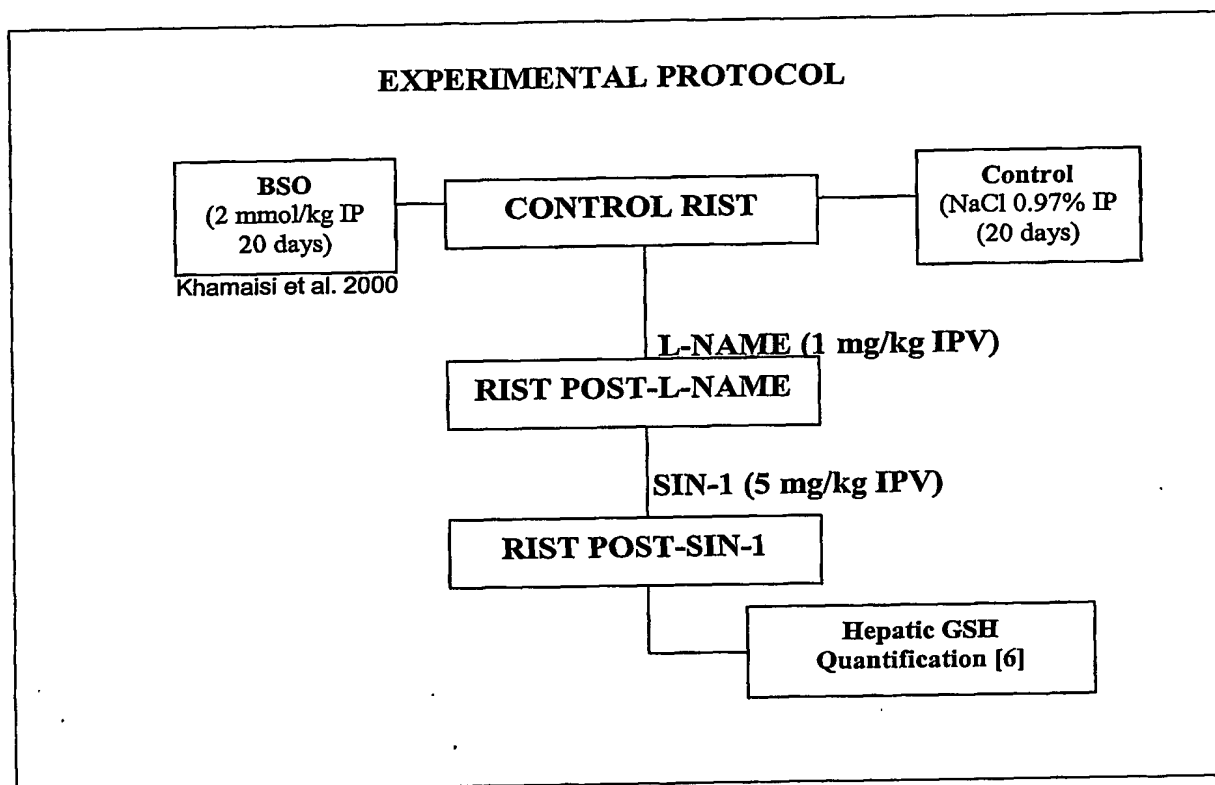 EXPERIMENTAL PROTOCOL
BSO
(2 mmol/kg IP
20 days)
Khamaisi et al. 2000
CONTROL RIST
Control
(NaCl 0.97% IP
(20 days)
L-NAME (1 mg/kg IPV)
RIST POST-L-NAME
SIN-1 (5 mg/kg IPV)
RIST POST-SIN-1
Hepatic GSH
Quantification [6]